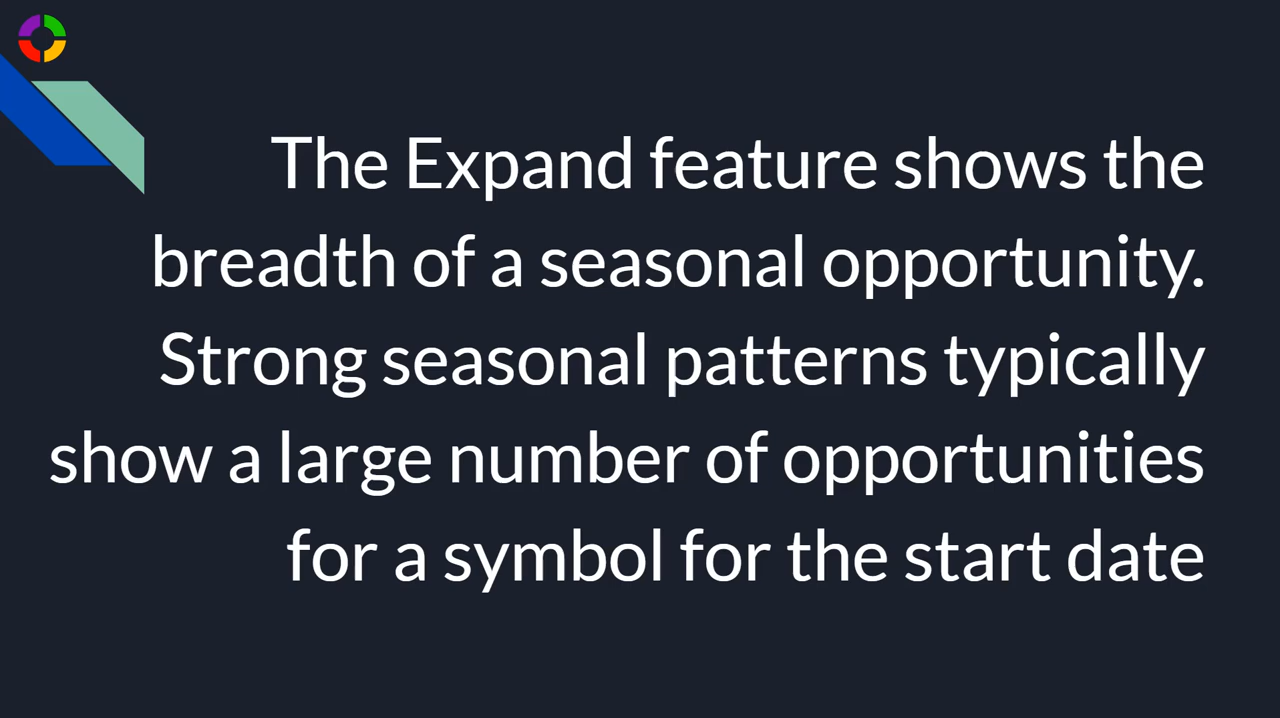 The Expand feature shows the
breadth of a seasonal opportunity.
Strong seasonal patterns typically
show a large number of opportunities
for a symbol for the start date